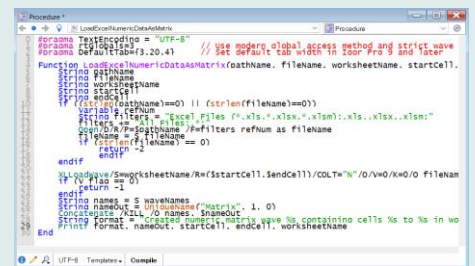 Procedure *
LoadExcelNumericDataAsMatrix
Procedure
#pragma TextEncoding = "UTF-8"
#pragma rtGlobals=3 // Use modern global access method and strict wave
#pragma DefaultTab={3,20,4} // Set default tab width in Igor Pro 9 and later
Function LoadExcelNumericDataAsMatrix(pathName, fileName, worksheetName, startCell,
String pathName
String fileName
String worksheetName
String startCell
String endCell
if ((strlen(pathName)==0) || (strlen(fileName)==0))
Variable refNum
String filters = "Excel Files (*.xls,*.xlsx,*.xlsm):.xls,.xlsx,.xlsm;"
filters += "All Files:.*;"
Open/D/R/P=$pathName /F=filters refNum as fileName
fileName = S_fileName
if (strlen(fileName) == 0)
return -2
endif
endif
XLLoadWave/S=worksheetName/R=($startCell,$endCell)/COLT="N"/O/V=0/K=0/Q fileNam
if (V_flag == 0)
return -1
endif
String names = S_waveNames
String nameOut = UniqueName("Matrix", 1, 0)
Concatenate /KILL /O names, $nameOut
String format = "Created numeric matrix wave %s containing cells %s to %s in wo
29 Printf format, nameOut, startCell, endCell, worksheetName
30 End
UTF-8 Templates Compile